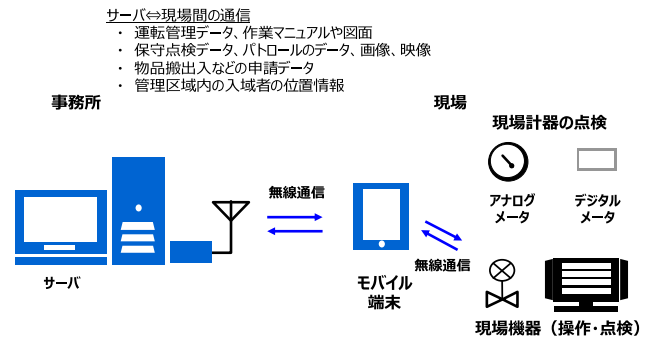 サーバ⇔現場間の通信
・ 運転管理データ、作業マニュアルや図面
・ 保守点検データ、パトロールのデータ、画像、映像
・ 物品搬出入などの申請データ
・ 管理区域内の入域者の位置情報
事務所
現場
現場計器の点検
無線通信
アナログ
メータ
デジタル
メータ
無線通信
サーバ
モバイル
端末
現場機器（操作・点検）